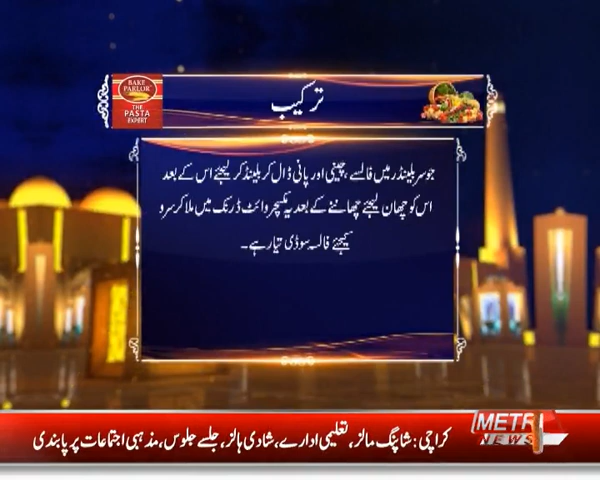 BAKE
PARLOR
THE
PASTA
EXPERT
ترکیب
جوسر بلینڈر میں فالسے، چینی اور پانی ڈال کر بلینڈ کر لیجئے اس کے بعد
اس کو چھان لیجئے چھاننے کے بعد یہ مکسچر وائٹ ڈرنک میں ملا کر سرو
کیجئے فالسہ سوڈی تیار ہے۔
کراچی: شاپنگ مالز، تعلیمی ادارے، شادی ہالز، جلسے جلوس، مذہبی اجتماعات پر پابندی
METR1
NEWS